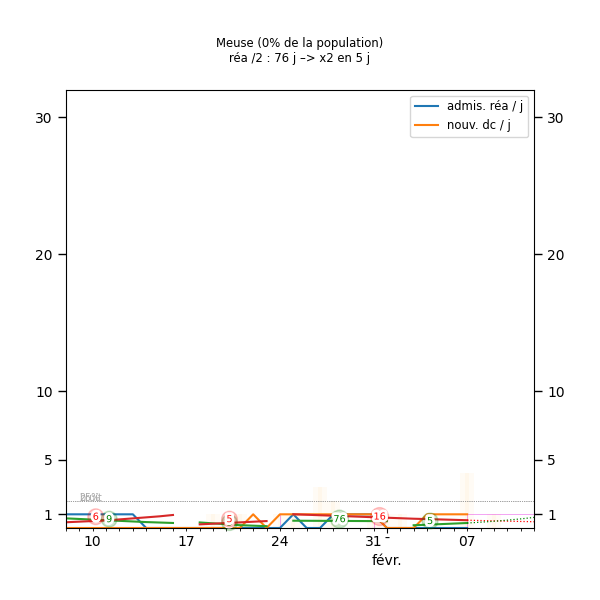 Meuse (0% de la population)
réa /2 : 76 j –> x2 en 5 j
admis. réa / j
nouv. dc / j
30 30
20 20
10 10
5 5
1 1
6 9 5 76 16 5
10 17 24 31 07
févr.